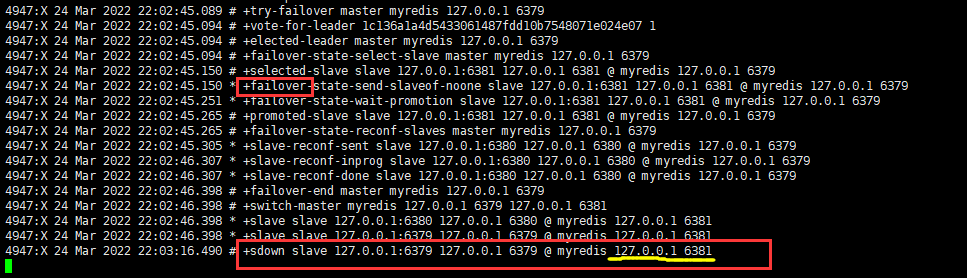 4947:X 24 Mar 2022 22:02:45.089 # +try-failover master myredis 127.0.0.1 6379
4947:X 24 Mar 2022 22:02:45.094 # +vote-for-leader 1c136a1a4d5433061487fdd10b7548071e024e07 1
4947:X 24 Mar 2022 22:02:45.094 # +elected-leader master myredis 127.0.0.1 6379
4947:X 24 Mar 2022 22:02:45.094 # +failover-state-select-slave master myredis 127.0.0.1 6379
4947:X 24 Mar 2022 22:02:45.150 # +selected-slave slave 127.0.0.1:6381 127.0.0.1 6381 @ myredis 127.0.0.1 6379
4947:X 24 Mar 2022 22:02:45.150 * +failover-state-send-slaveof-noone slave 127.0.0.1:6381 127.0.0.1 6381 @ myredis 127.0.0.1 6379
4947:X 24 Mar 2022 22:02:45.251 * +failover-state-wait-promotion slave 127.0.0.1:6381 127.0.0.1 6381 @ myredis 127.0.0.1 6379
4947:X 24 Mar 2022 22:02:45.265 # +promoted-slave slave 127.0.0.1:6381 127.0.0.1 6381 @ myredis 127.0.0.1 6379
4947:X 24 Mar 2022 22:02:45.265 # +failover-state-reconf-slaves master myredis 127.0.0.1 6379
4947:X 24 Mar 2022 22:02:45.305 * +slave-reconf-sent slave 127.0.0.1:6380 127.0.0.1 6380 @ myredis 127.0.0.1 6379
4947:X 24 Mar 2022 22:02:46.307 * +slave-reconf-inprog slave 127.0.0.1:6380 127.0.0.1 6380 @ myredis 127.0.0.1 6379
4947:X 24 Mar 2022 22:02:46.307 * +slave-reconf-done slave 127.0.0.1:6380 127.0.0.1 6380 @ myredis 127.0.0.1 6379
4947:X 24 Mar 2022 22:02:46.398 # +failover-end master myredis 127.0.0.1 6379
4947:X 24 Mar 2022 22:02:46.398 # +switch-master myredis 127.0.0.1 6379 127.0.0.1 6381
4947:X 24 Mar 2022 22:02:46.398 * +slave slave 127.0.0.1:6380 127.0.0.1 6380 @ myredis 127.0.0.1 6381
4947:X 24 Mar 2022 22:02:46.398 * +slave slave 127.0.0.1:6379 127.0.0.1 6379 @ myredis 127.0.0.1 6381
4947:X 24 Mar 2022 22:03:16.490 # +sdown slave 127.0.0.1:6379 127.0.0.1 6379 @ myredis 127.0.0.1 6381